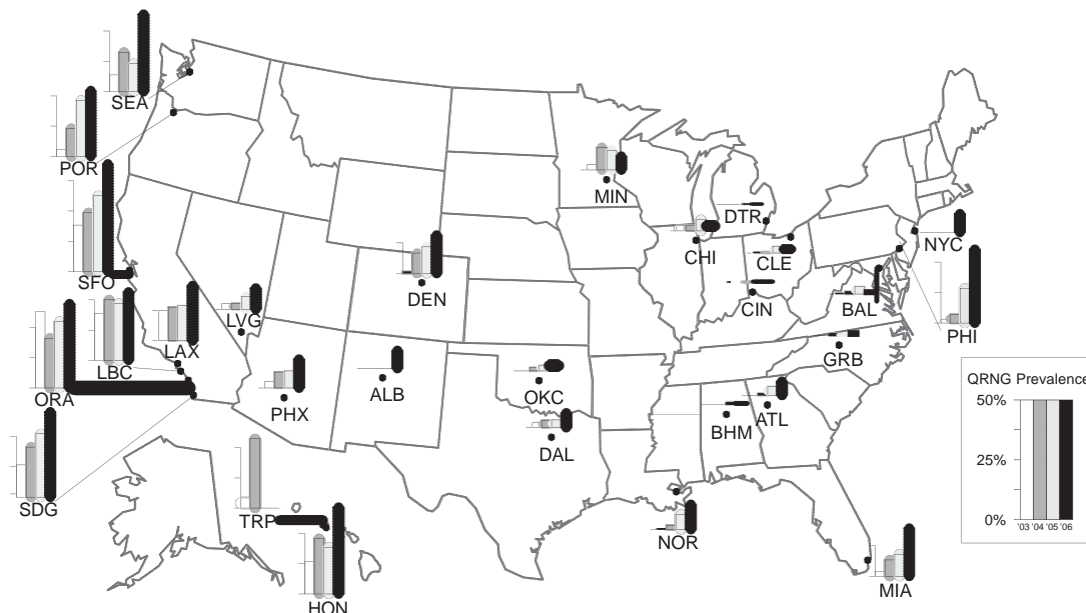 SEA
POR
SFO
ORA
LBC
LAX
LVG
SDG
PHX
ALB
DEN
MIN
CHI
DTR
CLE
CIN
BAL
NYC
PHI
GRB
OKC
DAL
BHM
ATL
NOR
MIA
TRP
HON
QRNG Prevalence
50%
25%
0%
'03 '04 '05 '06